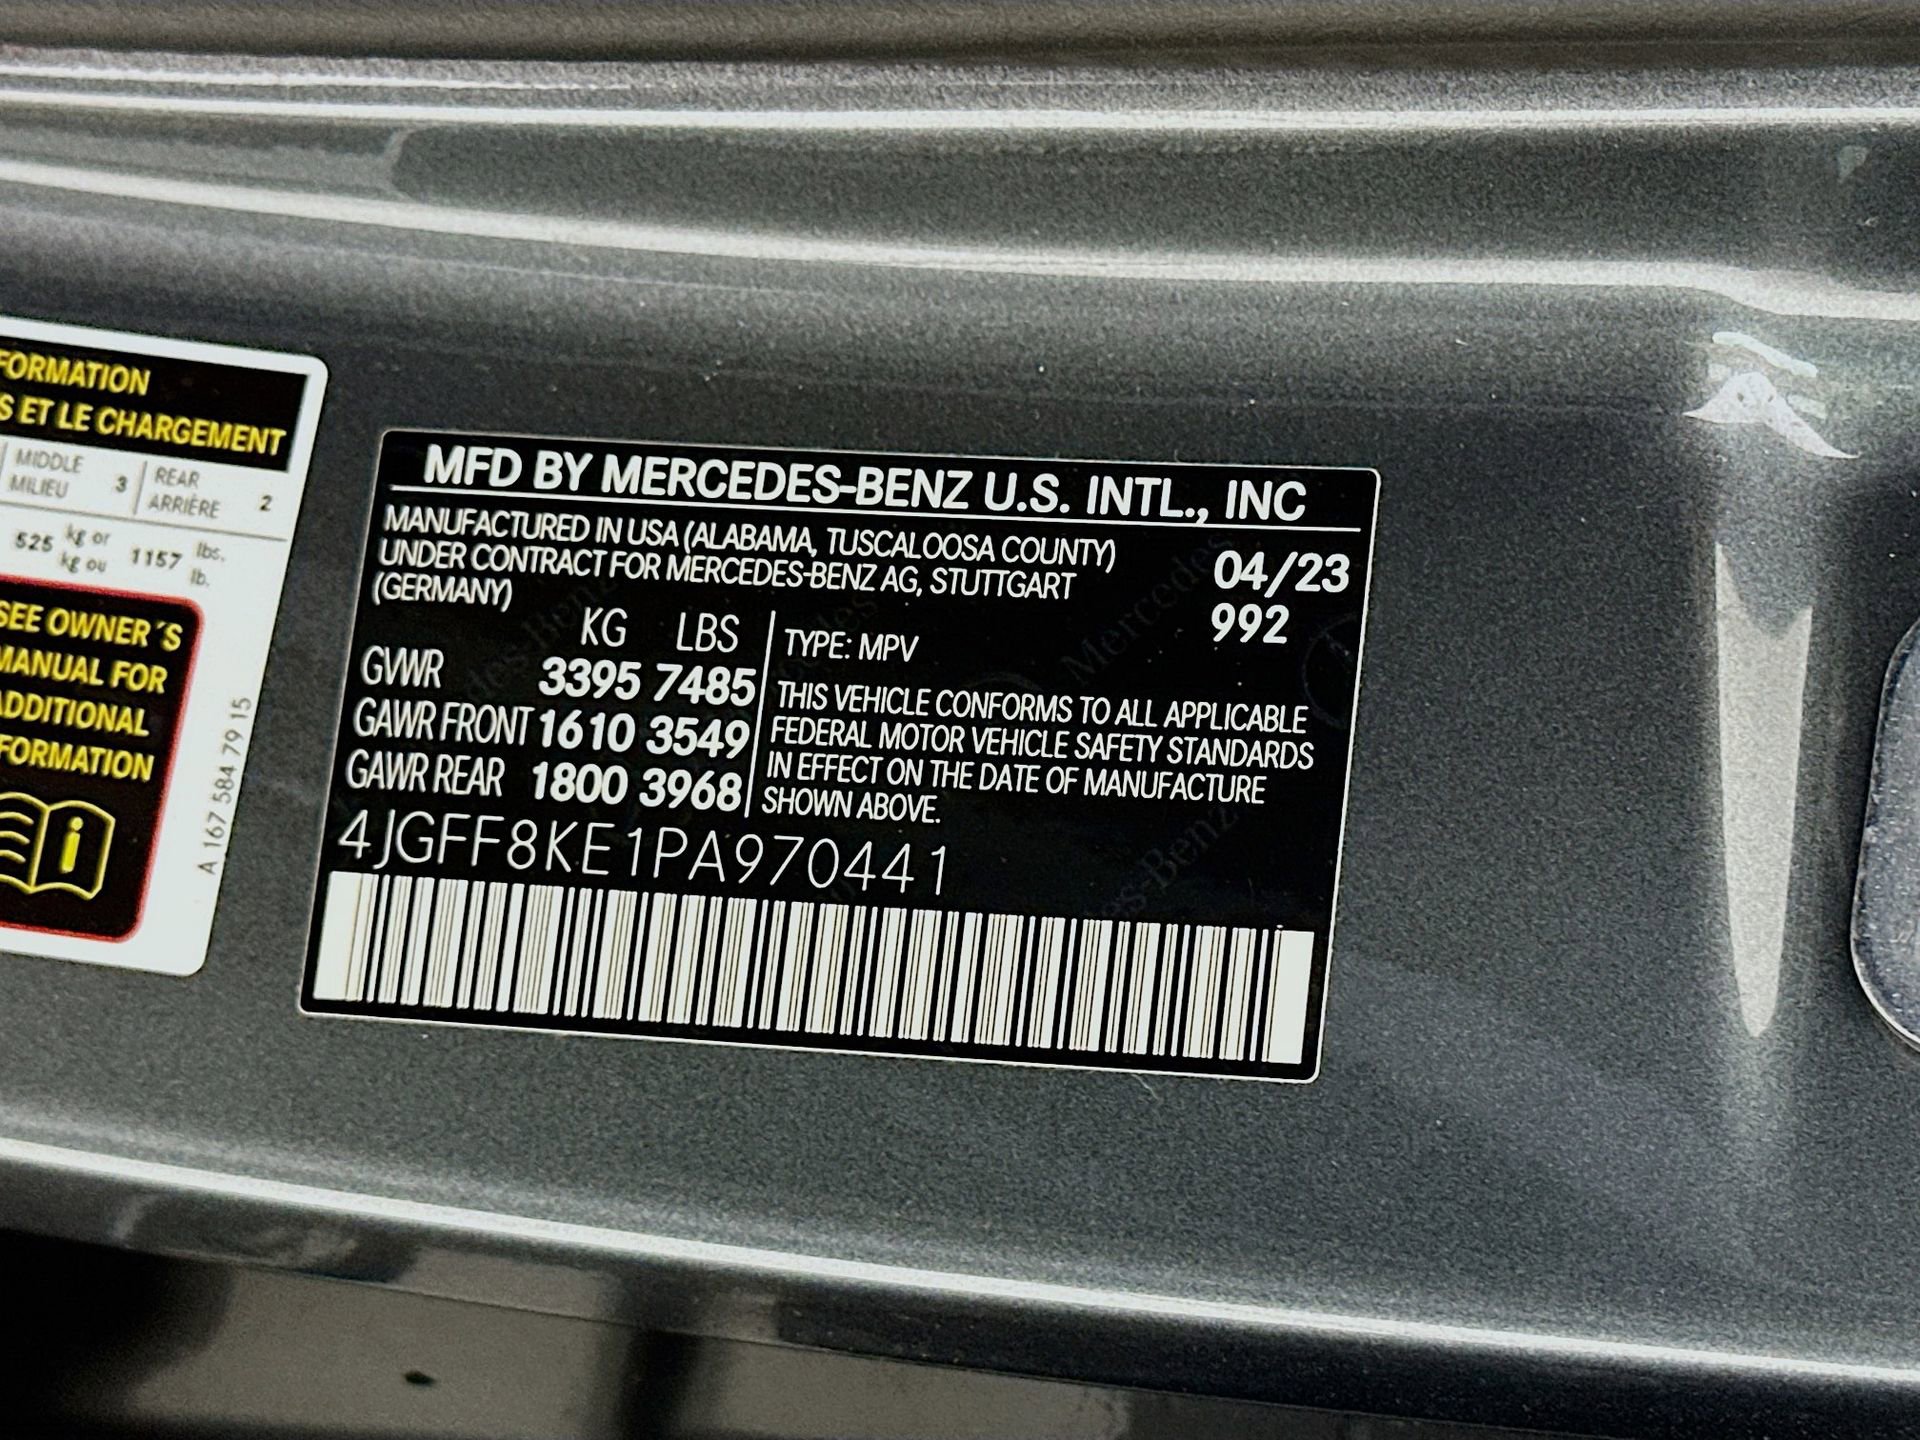 FORMATION
S ET LE CHARGEMENT
MIDDLE
MILIEU 3
REAR
ARRIÈRE 2
525 kg or
kg ou 1157 lbs.
lb.
SEE OWNER´S
MANUAL FOR
ADDITIONAL
FORMATION
A 167 584 79 15
MFD BY MERCEDES-BENZ U.S. INTL., INC
MANUFACTURED IN USA (ALABAMA, TUSCALOOSA COUNTY)
UNDER CONTRACT FOR MERCEDES-BENZ AG, STUTTGART
(GERMANY)
04/23
992
KG LBS
GVWR 3395 7485
GAWR FRONT 1610 3549
GAWR REAR 1800 3968
TYPE: MPV
THIS VEHICLE CONFORMS TO ALL APPLICABLE
FEDERAL MOTOR VEHICLE SAFETY STANDARDS
IN EFFECT ON THE DATE OF MANUFACTURE
SHOWN ABOVE.
4JGFF8KE1PA970441